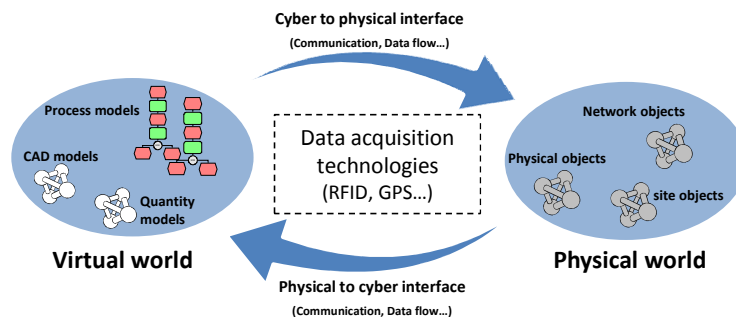 Cyber to physical interface
(Communication, Data flow...)
Process models
CAD models
Quantity
models
Virtual world
Data acquisition
technologies
(RFID, GPS...)
Network objects
Physical objects
site objects
Physical world
Physical to cyber interface
(Communication, Data flow...)